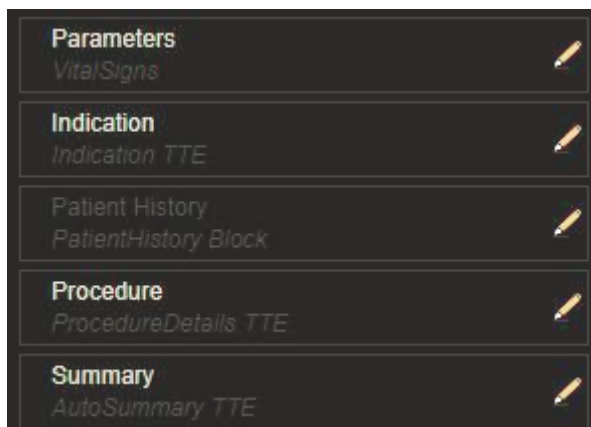 Parameters
VitalSigns
Indication
Indication TTE
Patient History
PatientHistory Block
Procedure
ProcedureDetails TTE
Summary
AutoSummary TTE